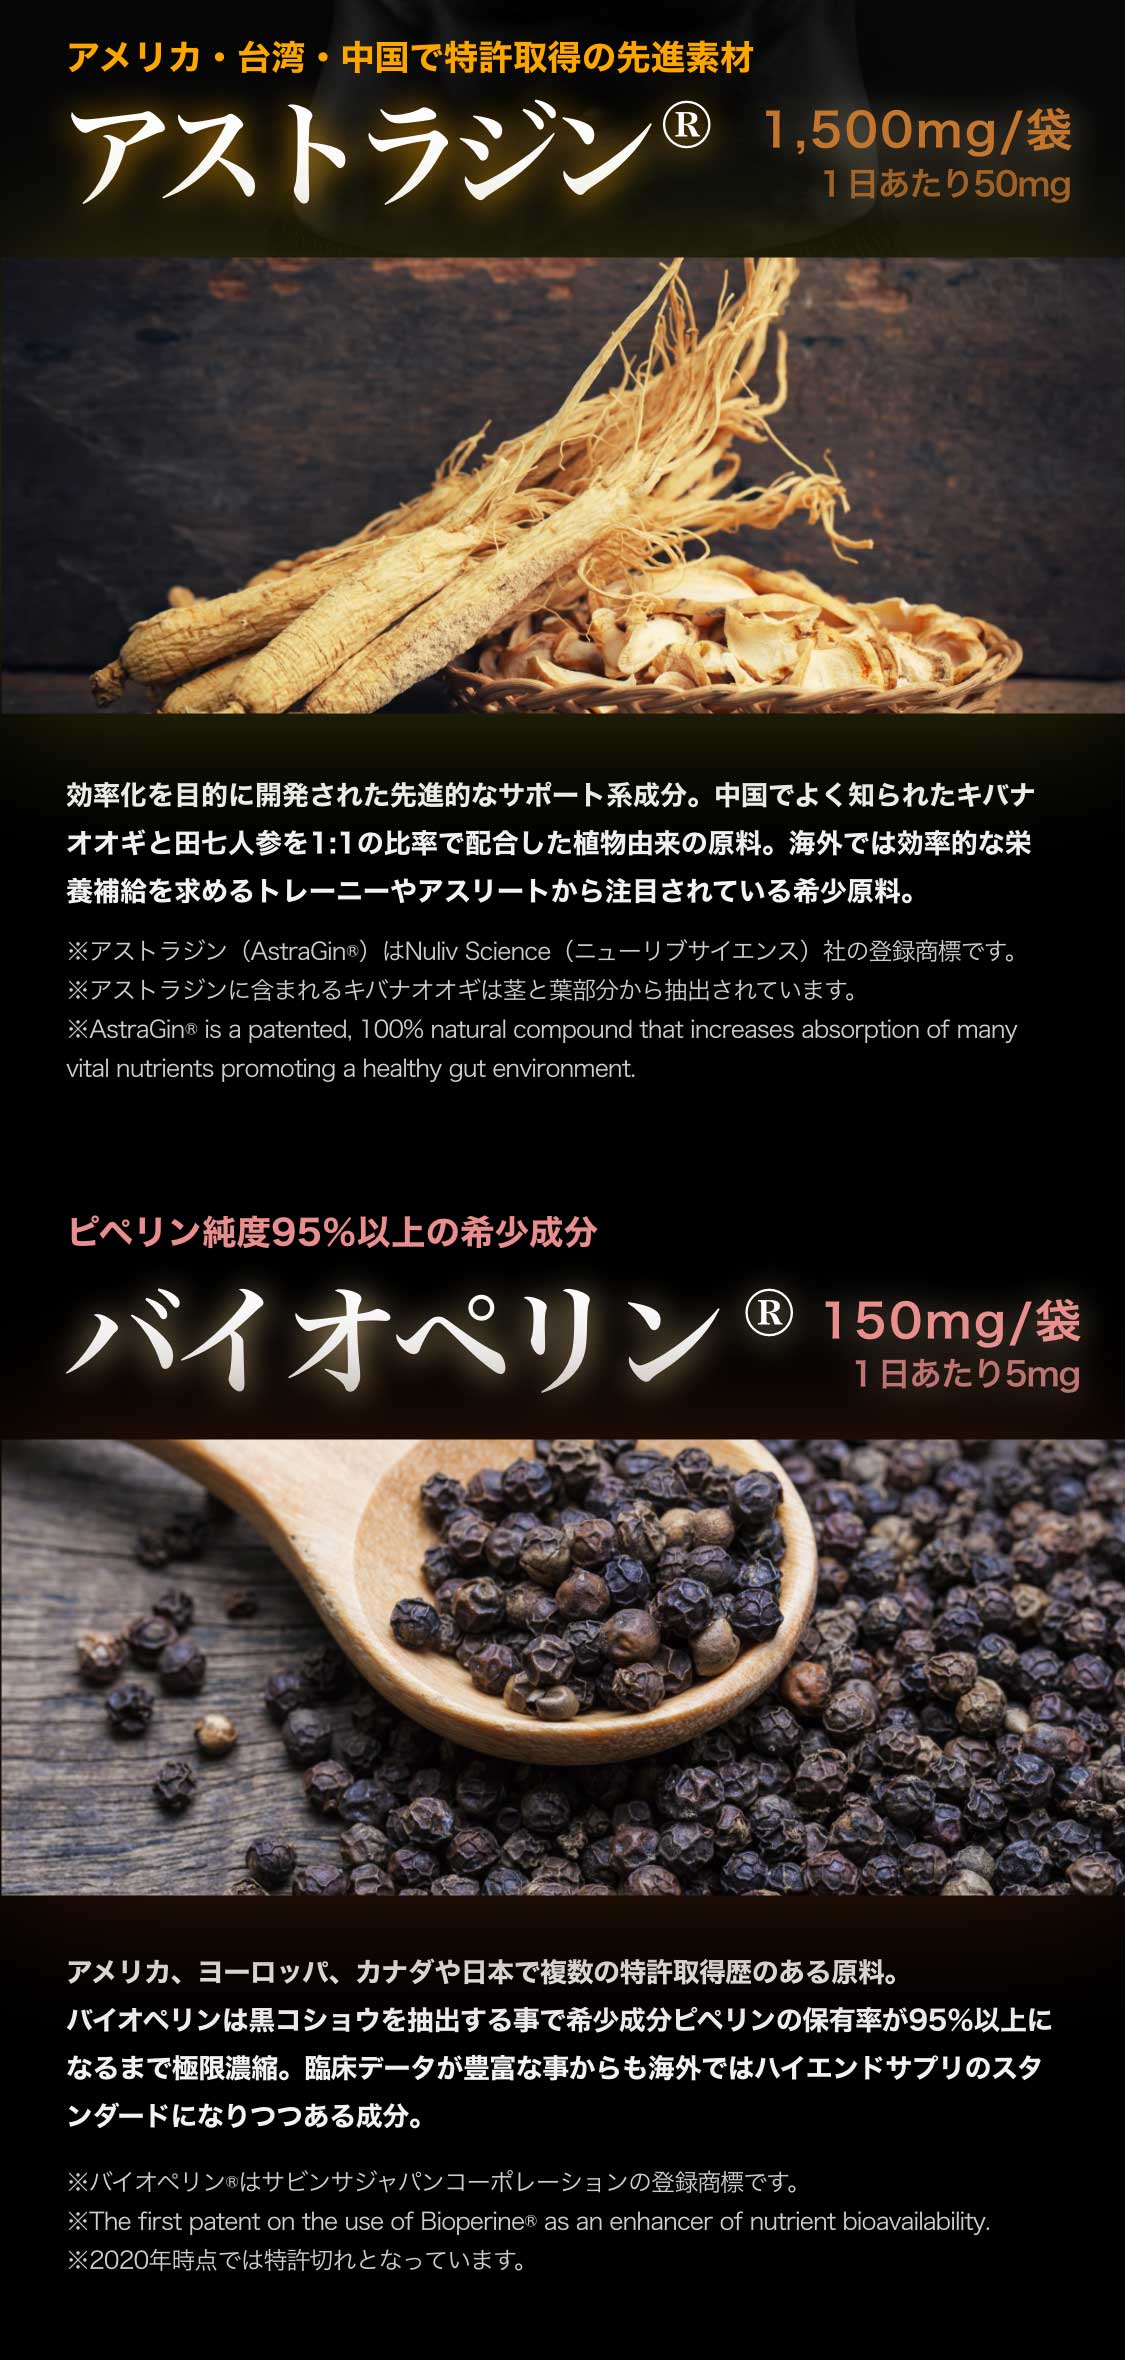 アメリカ・台湾・中国で特許取得の先進素材
アストラジン®
1,500mg/袋
1日あたり50mg
効率化を目的に開発された先進的なサポート系成分。中国でよく知られたキバナ
オオギと田七人参を1:1の比率で配合した植物由来の原料。海外では効率的な栄
養補給を求めるトレーニーやアスリートから注目されている希少原料。
※アストラジン（AstraGin®）はNuliv Science（ニューリブサイエンス）社の登録商標です。
※アストラジンに含まれるキバナオオギは茎と葉部分から抽出されています。
※AstraGin® is a patented, 100% natural compound that increases absorption of many
vital nutrients promoting a healthy gut environment.
ピペリン純度95%以上の希少成分
バイオペリン®
150mg/袋
1日あたり5mg
アメリカ、ヨーロッパ、カナダや日本で複数の特許取得歴のある原料。
バイオペリンは黒コショウを抽出する事で希少成分ピペリンの保有率が95%以上に
なるまで極限濃縮。臨床データが豊富な事からも海外ではハイエンドサプリのスタ
ンダードになりつつある成分。
※バイオペリン®はサビンサジャパンコーポレーションの登録商標です。
※The first patent on the use of Bioperine® as an enhancer of nutrient bioavailability.
※2020年時点では特許切れとなっています。